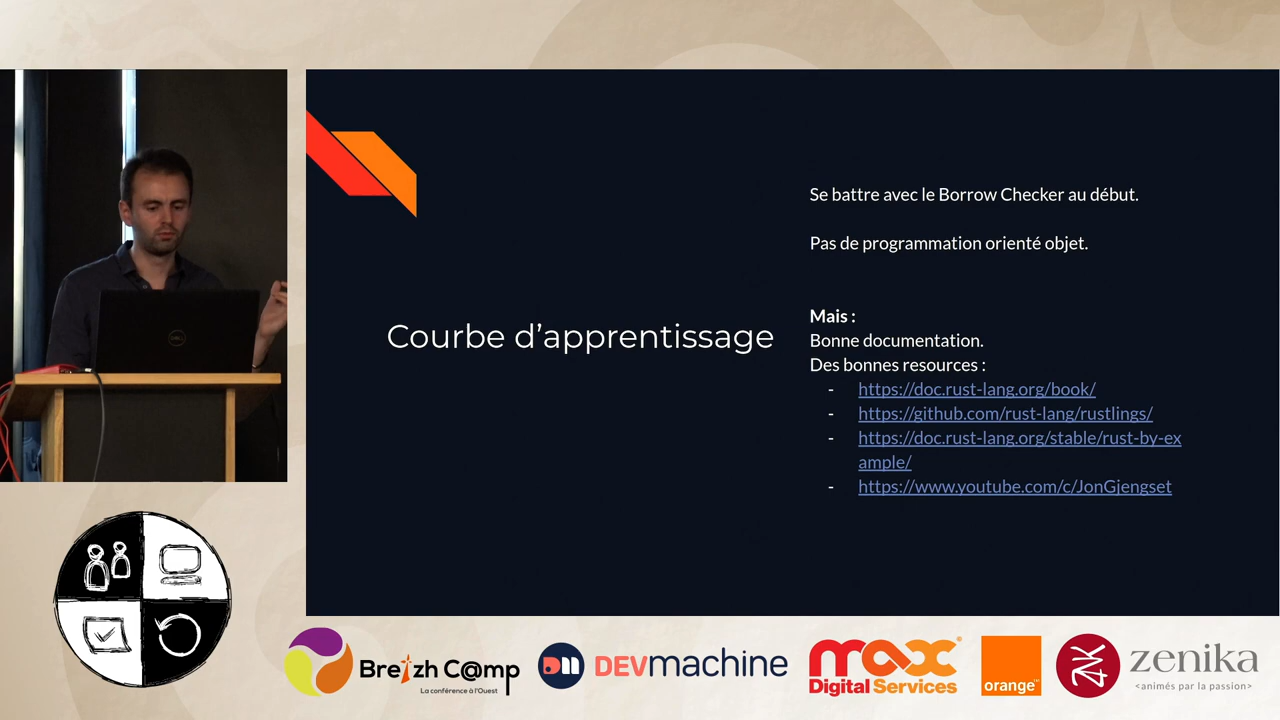 Courbe d’apprentissage
Se battre avec le Borrow Checker au début.
Pas de programmation orienté objet.
Mais :
Bonne documentation.
Des bonnes resources :
- https://doc.rust-lang.org/book/
- https://github.com/rust-lang/rustlings/
- https://doc.rust-lang.org/stable/rust-by-ex
ample/
- https://www.youtube.com/c/JonGjengset
Breizh C@mp
La conférence à l'Ouest
DEVmachine
max
Digital Services
orange
zenika
<animés par la passion>